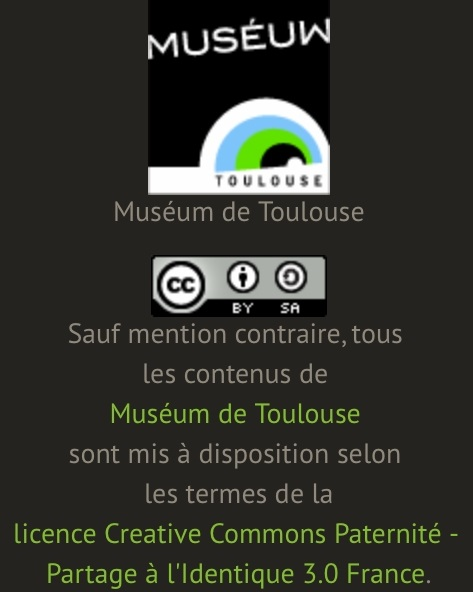 MUSÉUM
TOULOUSE
Muséum de Toulouse
cc
BY SA
Sauf mention contraire, tous
les contenus de
Muséum de Toulouse
sont mis à disposition selon
les termes de la
licence Creative Commons Paternité -
Partage à l'Identique 3.0 France.